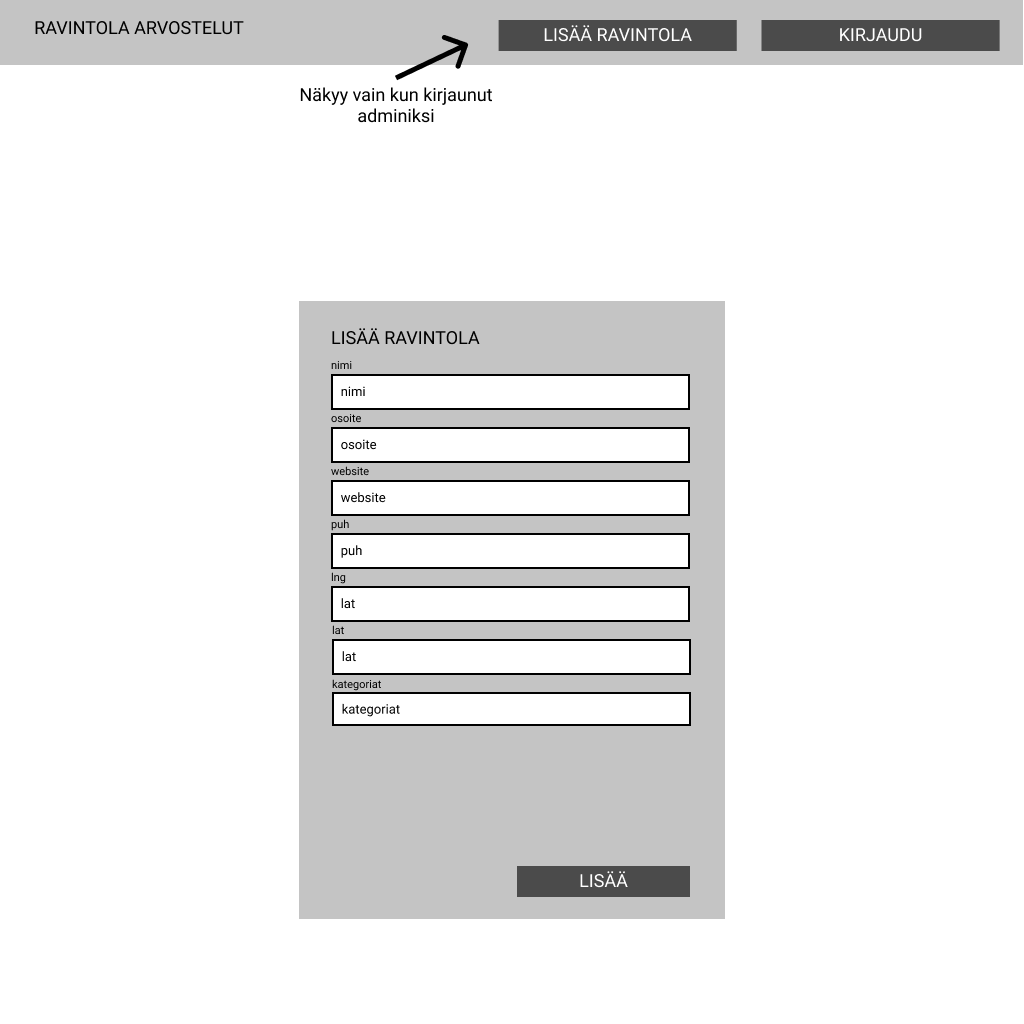 RAVINTOLA ARVOSTELUT
LISÄÄ RAVINTOLA
KIRJAUDU
Näkyy vain kun kirjaunut
adminiksi
LISÄÄ RAVINTOLA
nimi
nimi
osoite
osoite
website
website
puh
puh
lng
lat
lat
lat
kategoriat
kategoriat
LISÄÄ